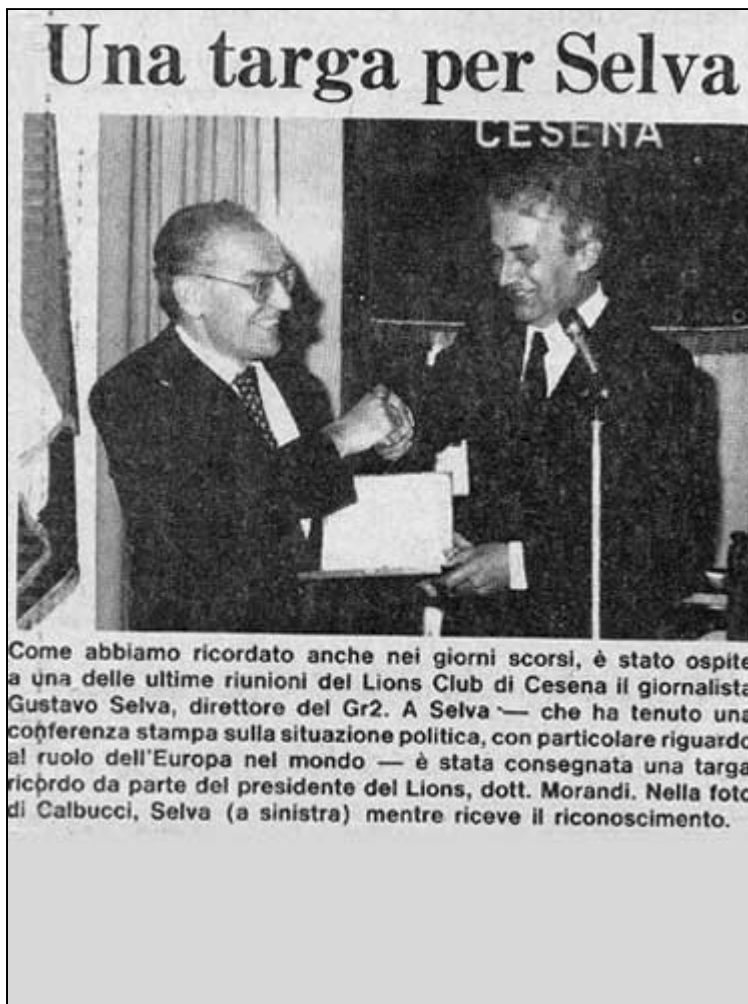 Una targa per Selva
CESENA
Come abbiamo ricordato anche nei giorni scorsi, è stato ospite
a una delle ultime riunioni del Lions Club di Cesena il giornalista
Gustavo Selva, direttore del Gr2. A Selva — che ha tenuto una
conferenza stampa sulla situazione politica, con particolare riguardo
al ruolo dell'Europa nel mondo — è stata consegnata una targa
ricordo da parte del presidente del Lions, dott. Morandi. Nella foto
di Calbucci, Selva (a sinistra) mentre riceve il riconoscimento.